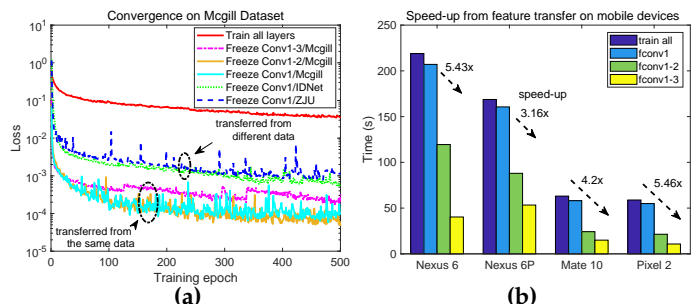 Convergence on Mcgill Dataset
10^1
10^0
10^-1
10^-2
10^-3
10^-4
10^-5
Loss
Train all layers
Freeze Conv1-3/Mcgill
Freeze Conv1-2/Mcgill
Freeze Conv1/Mcgill
Freeze Conv1/IDNet
Freeze Conv1/ZJU
transferred from
different data
transferred from
the same data
0 100 200 300 400 500
Training epoch
(a)
Speed-up from feature transfer on mobile devices
250
200
150
100
50
0
Time (s)
train all
fconv1
fconv1-2
fconv1-3
5.43x
speed-up
3.16x
4.2x
5.46x
Nexus 6 Nexus 6P Mate 10 Pixel 2
(b)